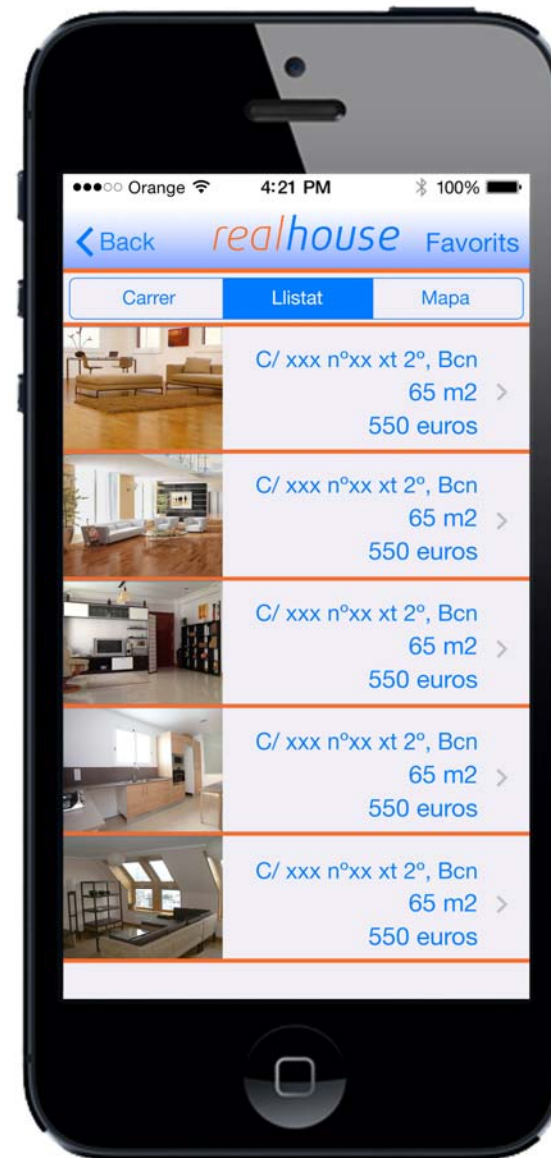 Orange 4:21 PM 100%
Back realhouse Favorits
Carrer Llistat Mapa
C/ xxx nºxx xt 2º, Bcn
65 m2
550 euros
C/ xxx nºxx xt 2º, Bcn
65 m2
550 euros
C/ xxx nºxx xt 2º, Bcn
65 m2
550 euros
C/ xxx nºxx xt 2º, Bcn
65 m2
550 euros
C/ xxx nºxx xt 2º, Bcn
65 m2
550 euros